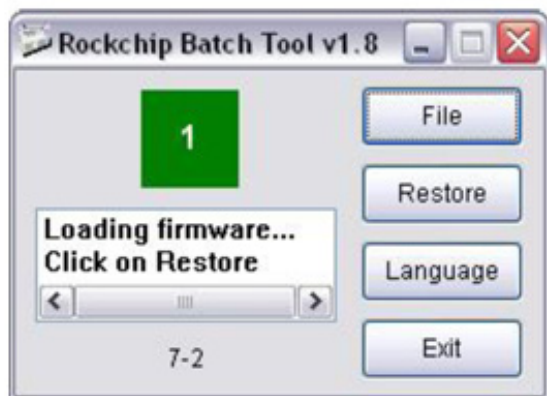 Rockchip Batch Tool v1.8
1
File
Loading firmware...
Click on Restore
Restore
Language
7-2
Exit